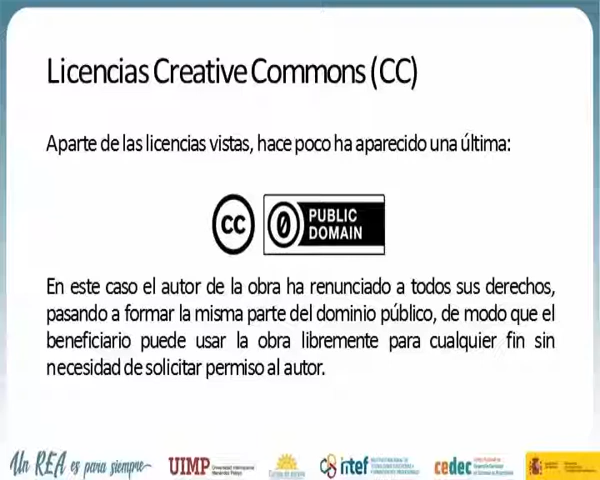 Licencias Creative Commons (CC)
Aparte de las licencias vistas, hace poco ha aparecido una última:
CC 0 PUBLIC
DOMAIN
En este caso el autor de la obra ha renunciado a todos sus derechos,
pasando a formar la misma parte del dominio público, de modo que el
beneficiario puede usar la obra libremente para cualquier fin sin
necesidad de solicitar permiso al autor.
Un REA es para siempre UIMP intef cedec